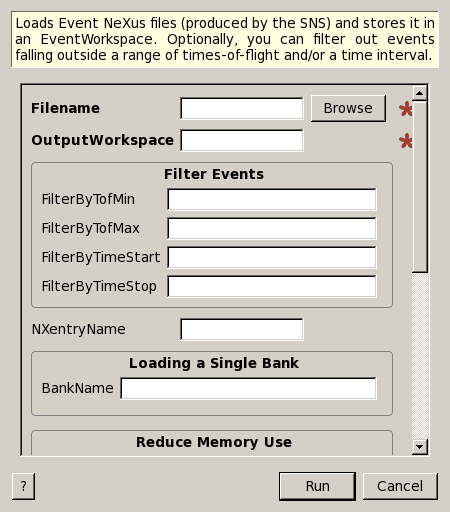 Loads Event NeXus files (produced by the SNS) and stores it in
an EventWorkspace. Optionally, you can filter out events
falling outside a range of times-of-flight and/or a time interval.
Filename Browse *
OutputWorkspace *
Filter Events
FilterByTofMin
FilterByTofMax
FilterByTimeStart
FilterByTimeStop
NXentryName
Loading a Single Bank
BankName
Reduce Memory Use
? Run Cancel